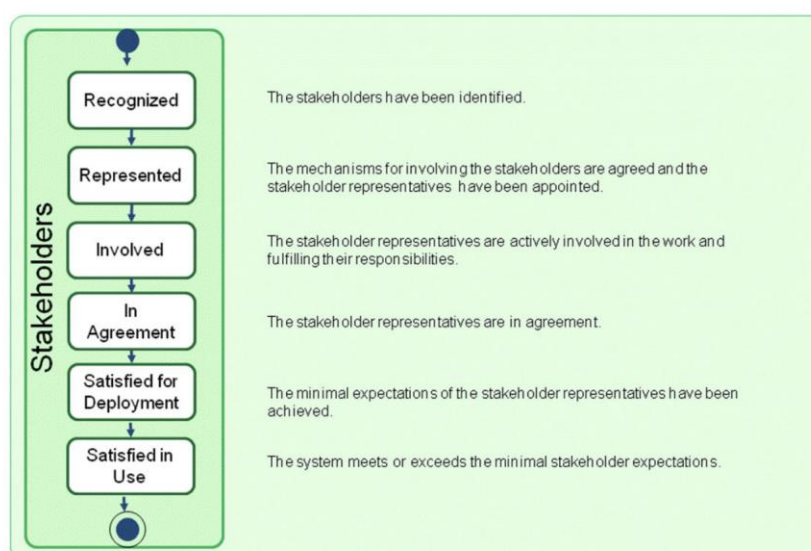 Stakeholders
Recognized
The stakeholders have been identified.
Represented
The mechanisms for involving the stakeholders are agreed and the
stakeholder representatives have been appointed.
Involved
The stakeholder representatives are actively involved in the work and
fulfilling their responsibilities.
In
Agreement
The stakeholder representatives are in agreement.
Satisfied for
Deployment
The minimal expectations of the stakeholder representatives have been
achieved.
Satisfied in
Use
The system meets or exceeds the minimal stakeholder expectations.